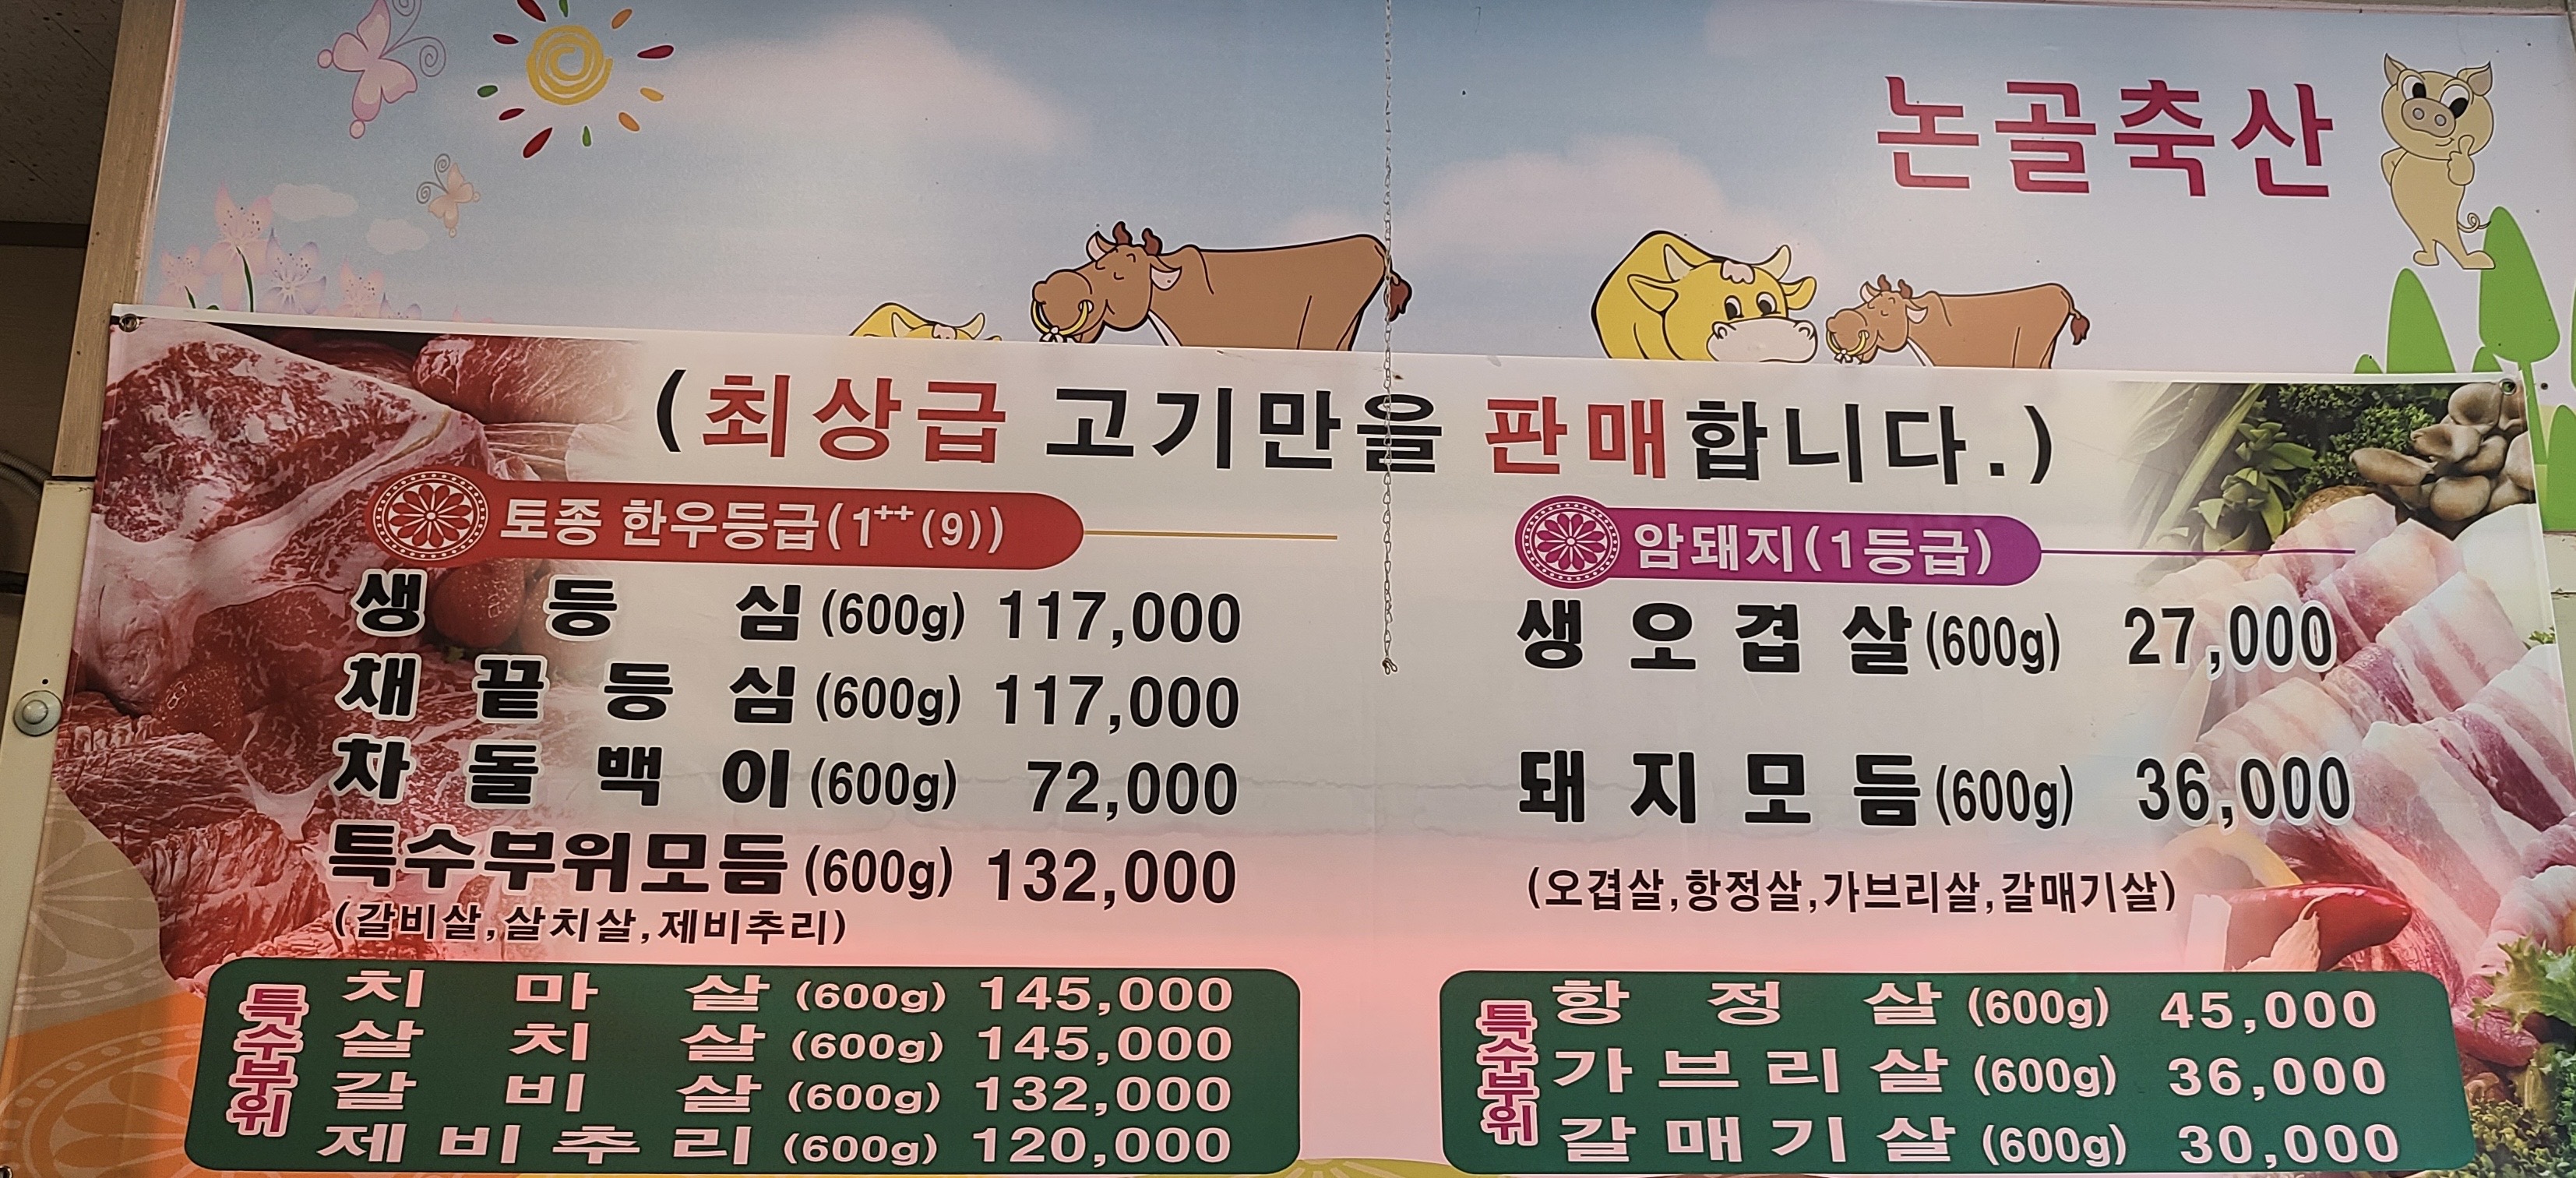 논골축산
(최상급 고기만을 판매합니다.)
토종 한우등급(1++(9))
생등심(600g) 117,000
채끝등심(600g) 117,000
차돌백이(600g) 72,000
특수부위모듬(600g) 132,000
(갈비살,살치살,제비추리)
특수부위
치마살(600g) 145,000
살치살(600g) 145,000
갈비살(600g) 132,000
제비추리(600g) 120,000
암돼지(1등급)
생오겹살(600g) 27,000
돼지모듬(600g) 36,000
(오겹살,항정살,가브리살,갈매기살)
특수부위
항정살(600g) 45,000
가브리살(600g) 36,000
갈매기살(600g) 30,000